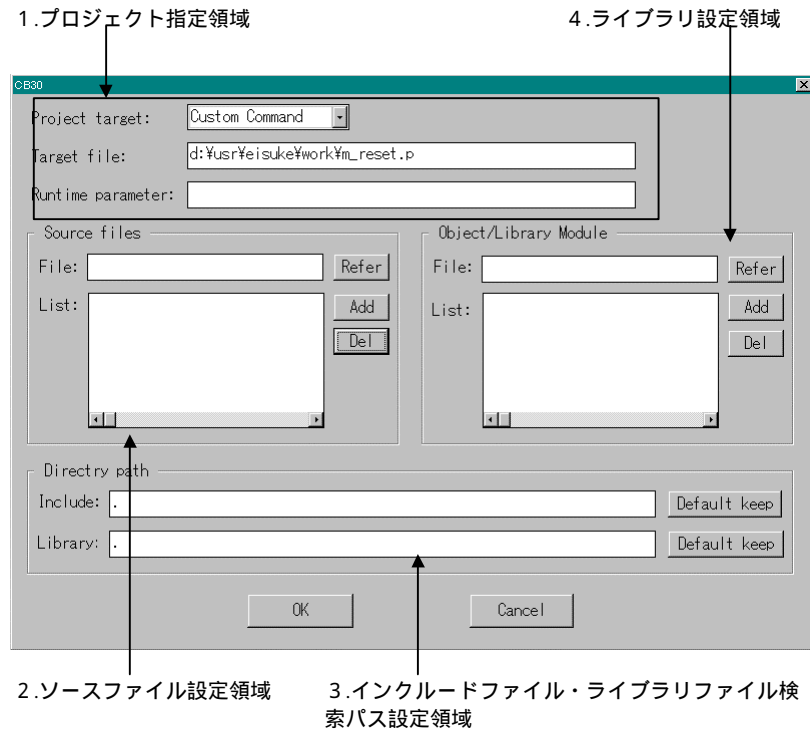 1.プロジェクト指定領域
4.ライブラリ設定領域
CB30
Project target: Custom Command
Target file: d:¥usr¥eisuke¥work¥m_reset.p
Runtime parameter:
Source files
Object/Library Module
File: Refer
File: Refer
List: Add
List: Add
Del
Del
Directry path
Include: . Default keep
Library: . Default keep
OK Cancel
2.ソースファイル設定領域
3.インクルードファイル・ライブラリファイル検
索パス設定領域